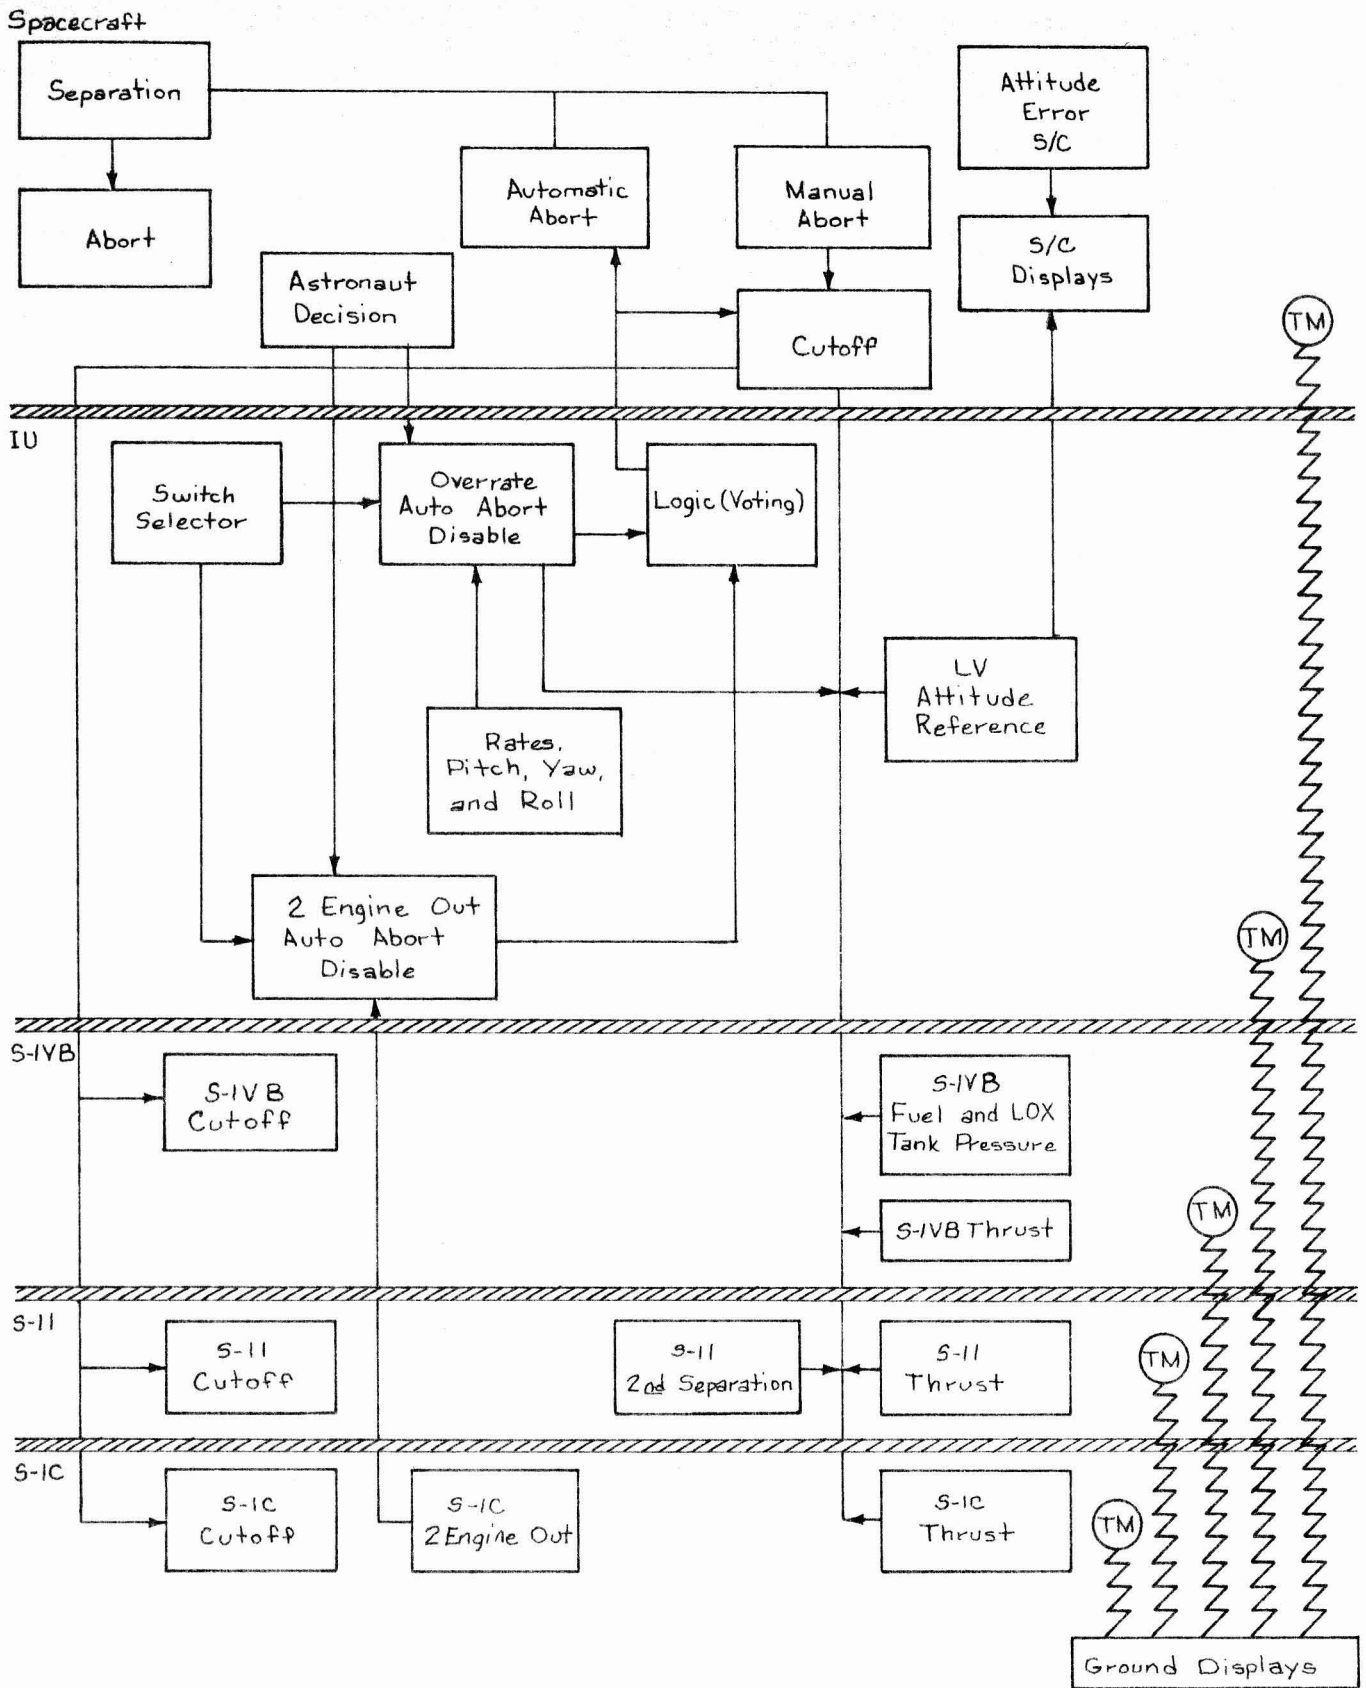 Spacecraft
Separation
Abort
Automatic
Abort
Manual
Abort
Attitude
Error
S/C
S/C
Displays
Astronaut
Decision
Cutoff
TM
IU
Switch
Selector
Overrate
Auto Abort
Disable
Logic (Voting)
LV
Attitude
Reference
Rates,
Pitch, Yaw,
and Roll
2 Engine Out
Auto Abort
Disable
TM
S-IVB
S-IVB
Cutoff
S-IVB
Fuel and LOX
Tank Pressure
TM
S-IVB Thrust
S-II
S-II
Cutoff
S-II
2nd Separation
S-II
Thrust
TM
S-IC
S-IC
Cutoff
S-IC
2 Engine Out
S-IC
Thrust
TM
Ground Displays